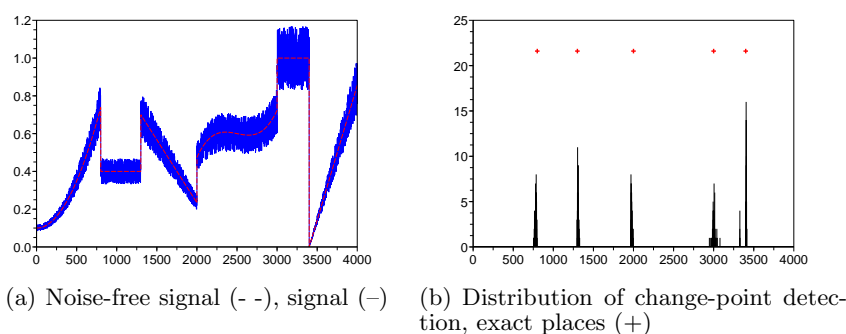 1.2
1.0
0.8
0.6
0.4
0.2
0.0
0 500 1000 1500 2000 2500 3000 3500 4000
(a) Noise-free signal (- -), signal (–)
25
20
15
10
5
0
0 500 1000 1500 2000 2500 3000 3500 4000
(b) Distribution of change-point detec-
tion, exact places (+)